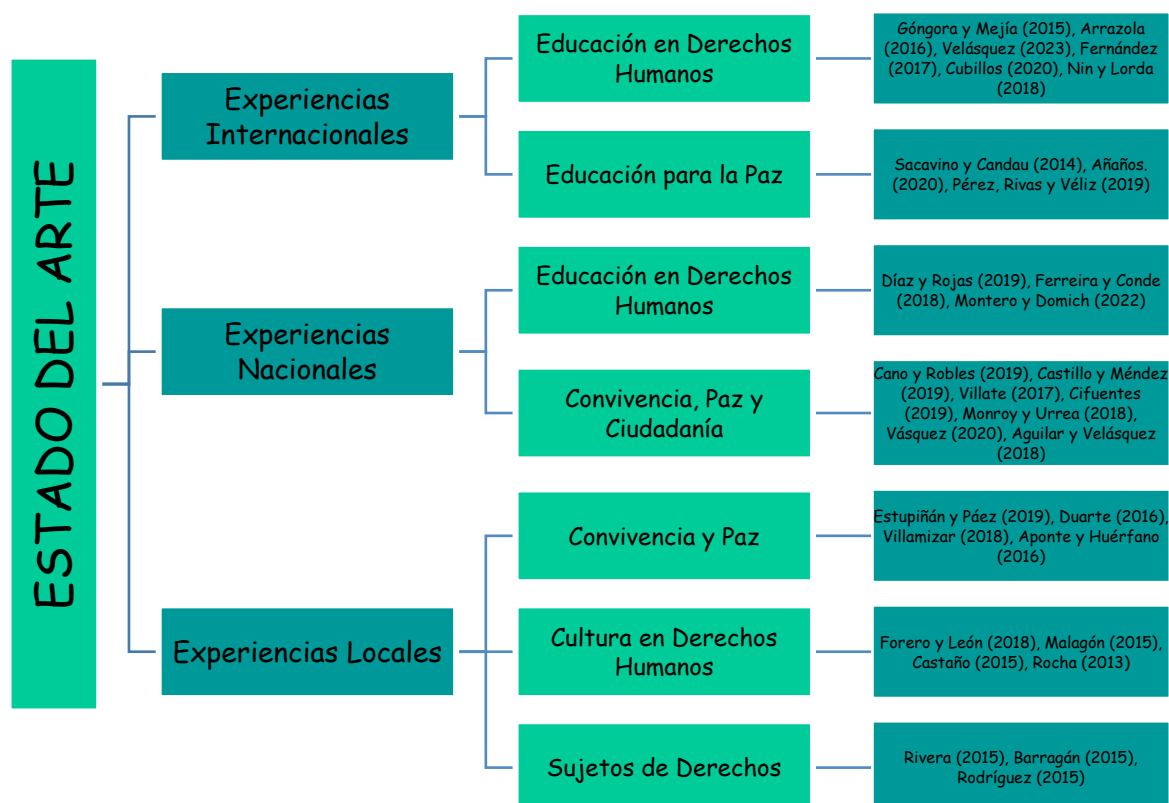 ESTADO DEL ARTE
Experiencias
Internacionales
Educación en Derechos
Humanos
Góngora y Mejía (2015), Arrazola
(2016), Velásquez (2023), Fernández
(2017), Cubillos (2020), Nin y Lorda
(2018)
Educación para la Paz
Sacavino y Candau (2014), Añaños.
(2020), Pérez, Rivas y Véliz (2019)
Experiencias
Nacionales
Educación en Derechos
Humanos
Díaz y Rojas (2019), Ferreira y Conde
(2018), Montero y Domich (2022)
Convivencia, Paz y
Ciudadanía
Cano y Robles (2019), Castillo y Méndez
(2019), Villate (2017), Cifuentes
(2019), Monroy y Urrea (2018),
Vásquez (2020), Aguilar y Velásquez
(2018)
Experiencias Locales
Convivencia y Paz
Estupiñán y Páez (2019), Duarte (2016),
Villamizar (2018), Aponte y Huérfano
(2016)
Cultura en Derechos
Humanos
Forero y León (2018), Malagón (2015),
Castaño (2015), Rocha (2013)
Sujetos de Derechos
Rivera (2015), Barragán (2015),
Rodríguez (2015)